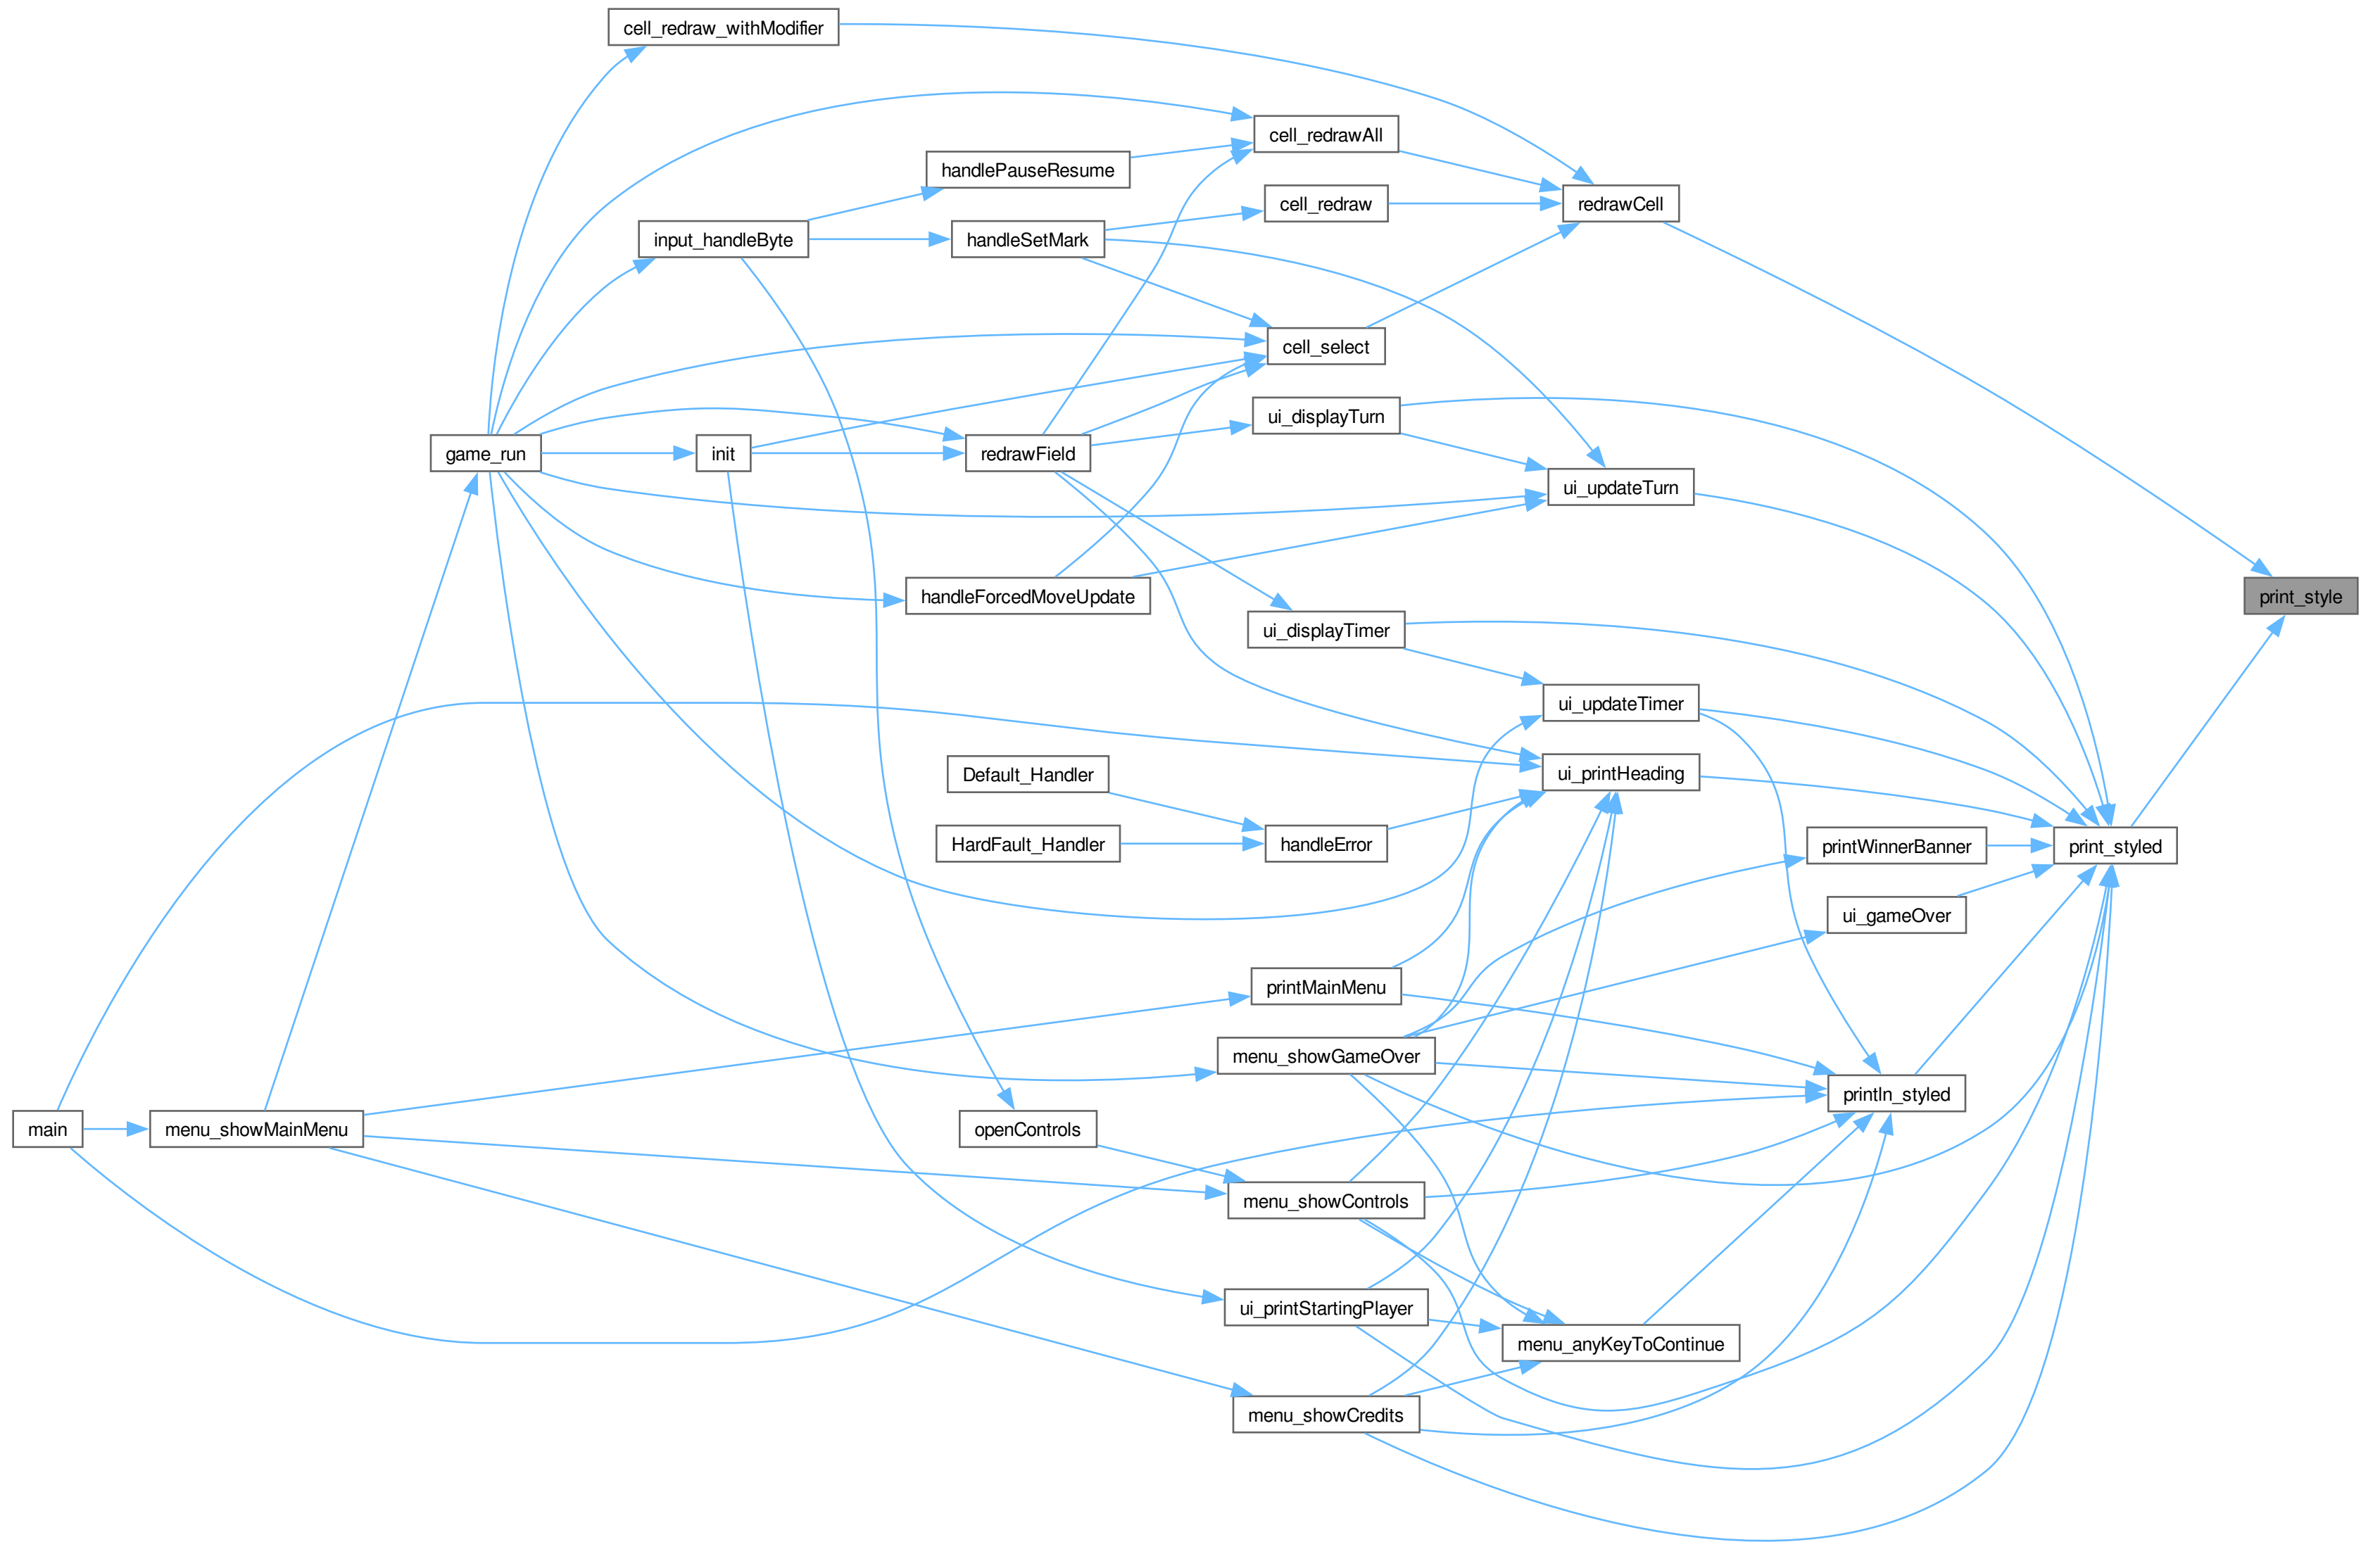 cell_redraw_withModifier
cell_redrawAll
handlePauseResume
cell_redraw
redrawCell
input_handleByte
handleSetMark
cell_select
ui_displayTurn
game_run
init
redrawField
ui_updateTurn
handleForcedMoveUpdate
print_style
ui_displayTimer
ui_updateTimer
Default_Handler
ui_printHeading
HardFault_Handler
handleError
printWinnerBanner
print_styled
ui_gameOver
printMainMenu
menu_showGameOver
println_styled
main
menu_showMainMenu
openControls
menu_showControls
ui_printStartingPlayer
menu_anyKeyToContinue
menu_showCredits